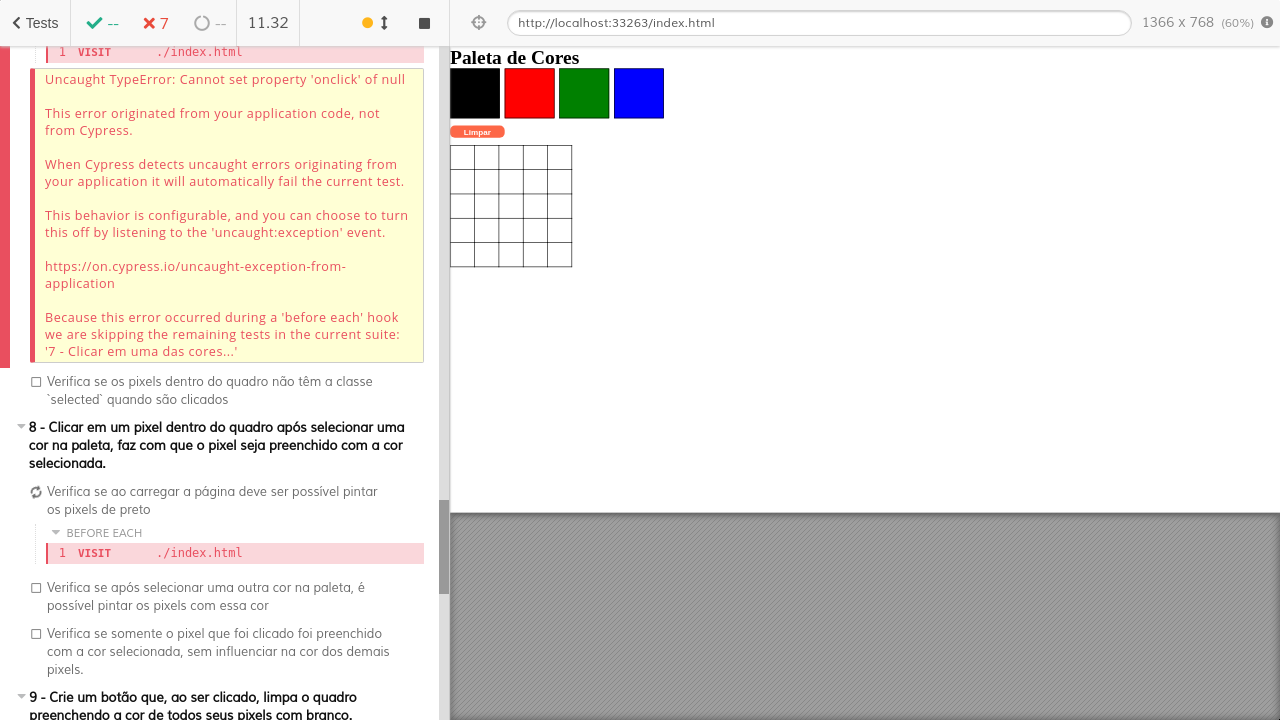 Tests
--
7
--
11.32
http://localhost:33263/index.html
1366 x 768 (60%)
1 VISIT ./index.html
Uncaught TypeError: Cannot set property 'onclick' of null
This error originated from your application code, not
from Cypress.
When Cypress detects uncaught errors originating from
your application it will automatically fail the current test.
This behavior is configurable, and you can choose to turn
this off by listening to the 'uncaught:exception' event.
https://on.cypress.io/uncaught-exception-from-
application
Because this error occurred during a 'before each' hook
we are skipping the remaining tests in the current suite:
'7 - Clicar em uma das cores...'
Verifica se os pixels dentro do quadro não têm a classe
`selected` quando são clicados
8 - Clicar em um pixel dentro do quadro após selecionar uma
cor na paleta, faz com que o pixel seja preenchido com a cor
selecionada.
Verifica se ao carregar a página deve ser possível pintar
os pixels de preto
BEFORE EACH
1 VISIT ./index.html
Verifica se após selecionar uma outra cor na paleta, é
possível pintar os pixels com essa cor
Verifica se somente o pixel que foi clicado foi preenchido
com a cor selecionada, sem influenciar na cor dos demais
pixels.
9 - Crie um botão que, ao ser clicado, limpa o quadro
preenchendo a cor de todos seus pixels com branco.
Paleta de Cores
Limpar